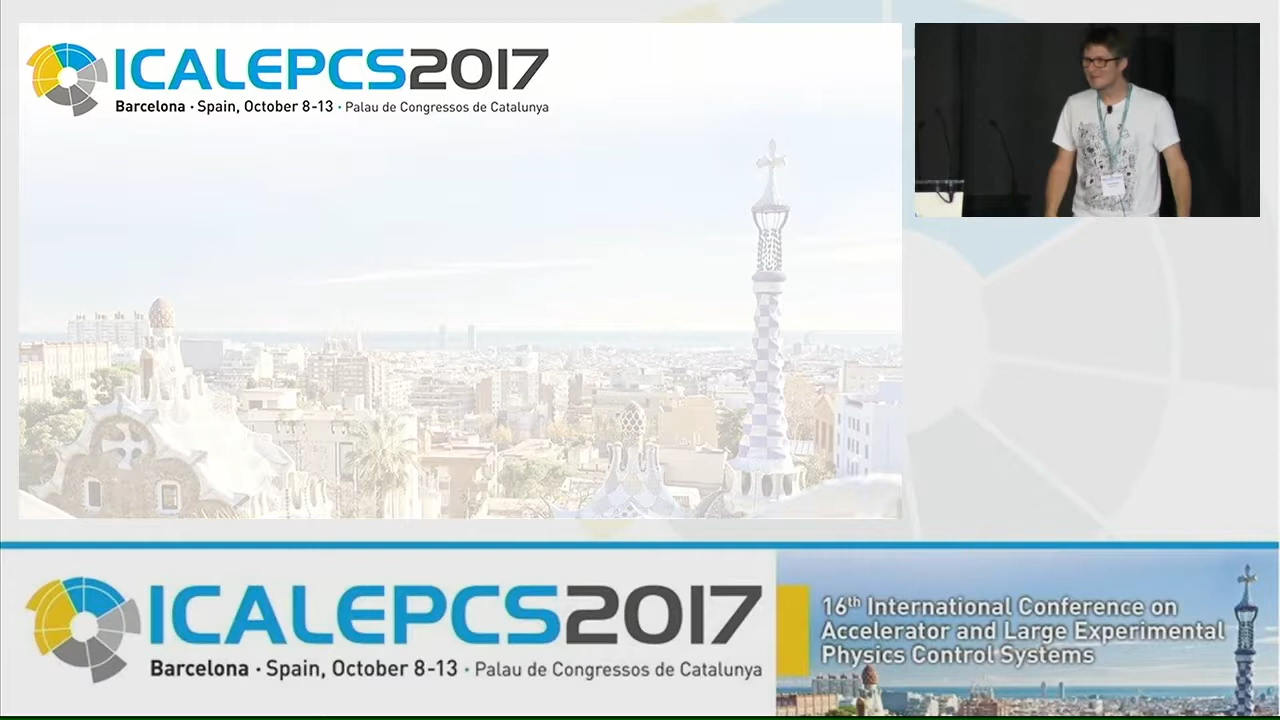 ICALEPCS2017
Barcelona · Spain, October 8-13 · Palau de Congressos de Catalunya
ICALEPCS2017
Barcelona · Spain, October 8-13 · Palau de Congressos de Catalunya
16th International Conference on
Accelerator and Large Experimental
Physics Control Systems